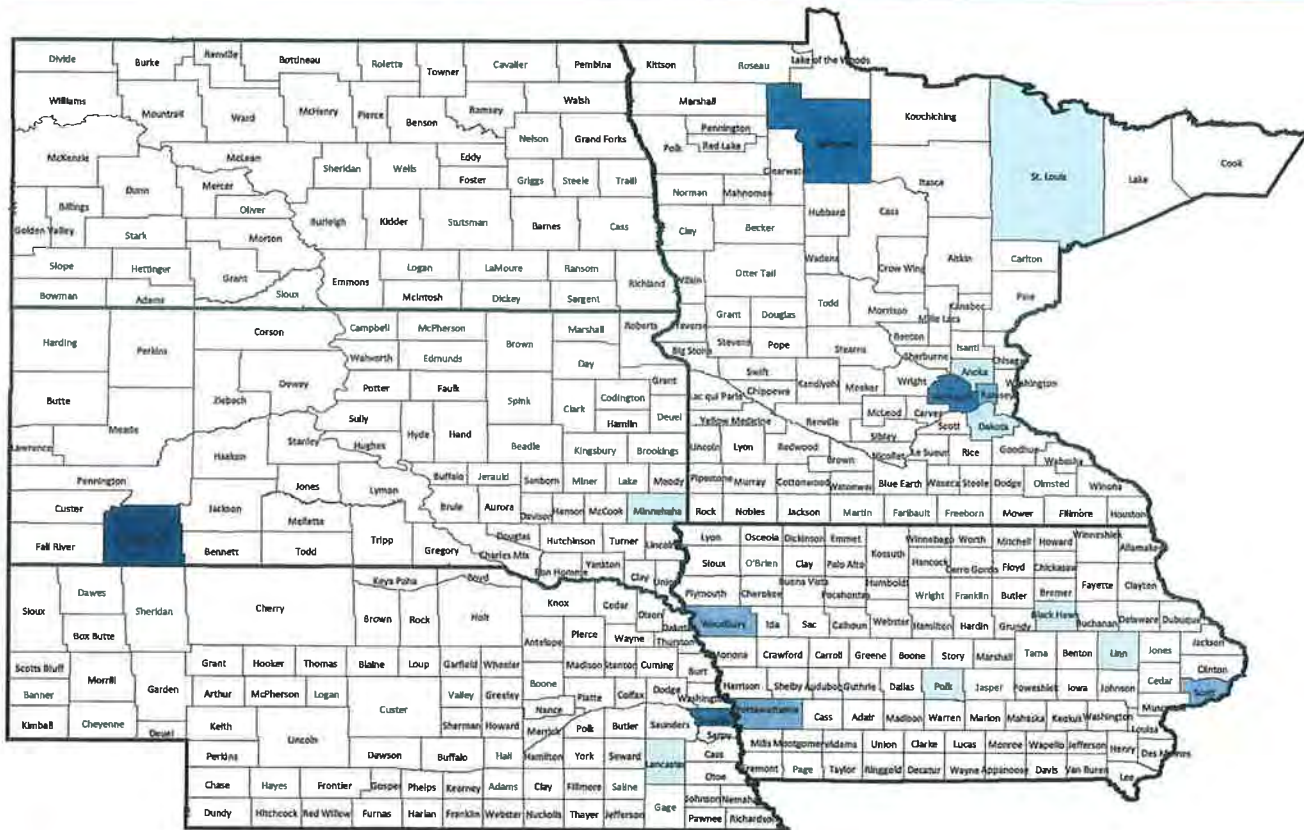 Divide Burke Renville Bottineau Rolette Towner Cavalier Pembina Kittson Roseau Lake of the Woods
Williams Mountrail Ward McHenry Pierce Benson Ramsey Walsh Marshall Koochiching
Nelson Grand Forks Polk Pennington Red Lake
McKenzie McLean Sheridan Wells Eddy Foster Griggs Steele Traill Clearwater Itasca St. Louis Lake Cook
Dunn Mercer Oliver Norman Mahnomen Hubbard Cass
Billings Golden Valley Stark Morton Burleigh Kidder Stutsman Barnes Cass Clay Becker
Slope Hettinger Grant Emmons Logan LaMoure Ransom Richland Wilkin Otter Tail Wadena Crow Wing Aitkin Carlton
Bowman Adams Sioux McIntosh Dickey Sargent Grant Douglas Todd Morrison Mille Lacs Kanabec Pine
Harding Perkins Corson Campbell McPherson Brown Marshall Roberts Traverse Stevens Pope Stearns Benton Isanti
Walworth Edmunds Day Big Stone Swift Sherburne Chisago
Butte Ziebach Dewey Potter Faulk Spink Clark Codington Grant Lac qui Parle Chippewa Kandiyohi Meeker Wright Anoka Washington
Meade Sully Hyde Hand Hamlin Deuel Yellow Medicine Renville McLeod Carver Ramsey
Lawrence Haakon Stanley Hughes Beadle Kingsbury Brookings Lincoln Lyon Redwood Sibley Scott Dakota
Pennington Buffalo Jerauld Sanborn Miner Lake Moody Brown Nicollet Le Sueur Rice Goodhue Wabasha
Custer Jackson Jones Lyman Brule Aurora Davison Hanson McCook Minnehaha Pipestone Murray Cottonwood Watonwan Blue Earth Waseca Steele Dodge Olmsted Winona
Fall River Mellette Rock Nobles Jackson Martin Faribault Freeborn Mower Fillmore Houston
Bennett Todd Tripp Gregory Douglas Charles Mix Hutchinson Turner Lincoln
Bon Homme Yankton Clay Union
Lyon Osceola Dickinson Emmet Kossuth Winnebago Worth Mitchell Howard Winneshiek Allamakee
Sioux O'Brien Clay Palo Alto Hancock Cerro Gordo Floyd Chickasaw
Plymouth Cherokee Buena Vista Pocahontas Humboldt Wright Franklin Butler Bremer Fayette Clayton
Sioux Dawes Sheridan Cherry Keya Paha Boyd Knox Cedar Dixon Dakota
Box Butte Brown Rock Holt Antelope Pierce Wayne Thurston
Woodbury Ida Sac Calhoun Webster Hamilton Hardin Grundy Black Hawk Buchanan Delaware Dubuque
Scotts Bluff Morrill Garden Grant Hooker Thomas Blaine Loup Garfield Wheeler Madison Stanton Cuming Burt
Monona Crawford Carroll Greene Boone Story Marshall Tama Benton Linn Jones Jackson
Banner Arthur McPherson Logan Custer Valley Greeley Boone Platte Colfax Dodge Washington
Harrison Shelby Audubon Guthrie Dallas Polk Jasper Poweshiek Iowa Johnson Cedar Clinton Scott
Kimball Cheyenne Deuel Keith Lincoln Sherman Howard Nance Merrick Polk Butler Saunders Sarpy
Pottawattamie Cass Adair Madison Warren Marion Mahaska Keokuk Washington Louisa
Perkins Dawson Buffalo Hall Hamilton York Seward Lancaster Cass Otoe
Mills Montgomery Adams Union Clarke Lucas Monroe Wapello Jefferson Henry Des Moines
Chase Hayes Frontier Gosper Phelps Kearney Adams Clay Fillmore Saline Gage Johnson Nemaha
Fremont Page Taylor Ringgold Decatur Wayne Appanoose Davis Van Buren Lee
Dundy Hitchcock Red Willow Furnas Harlan Franklin Webster Nuckolls Thayer Jefferson Pawnee Richardson